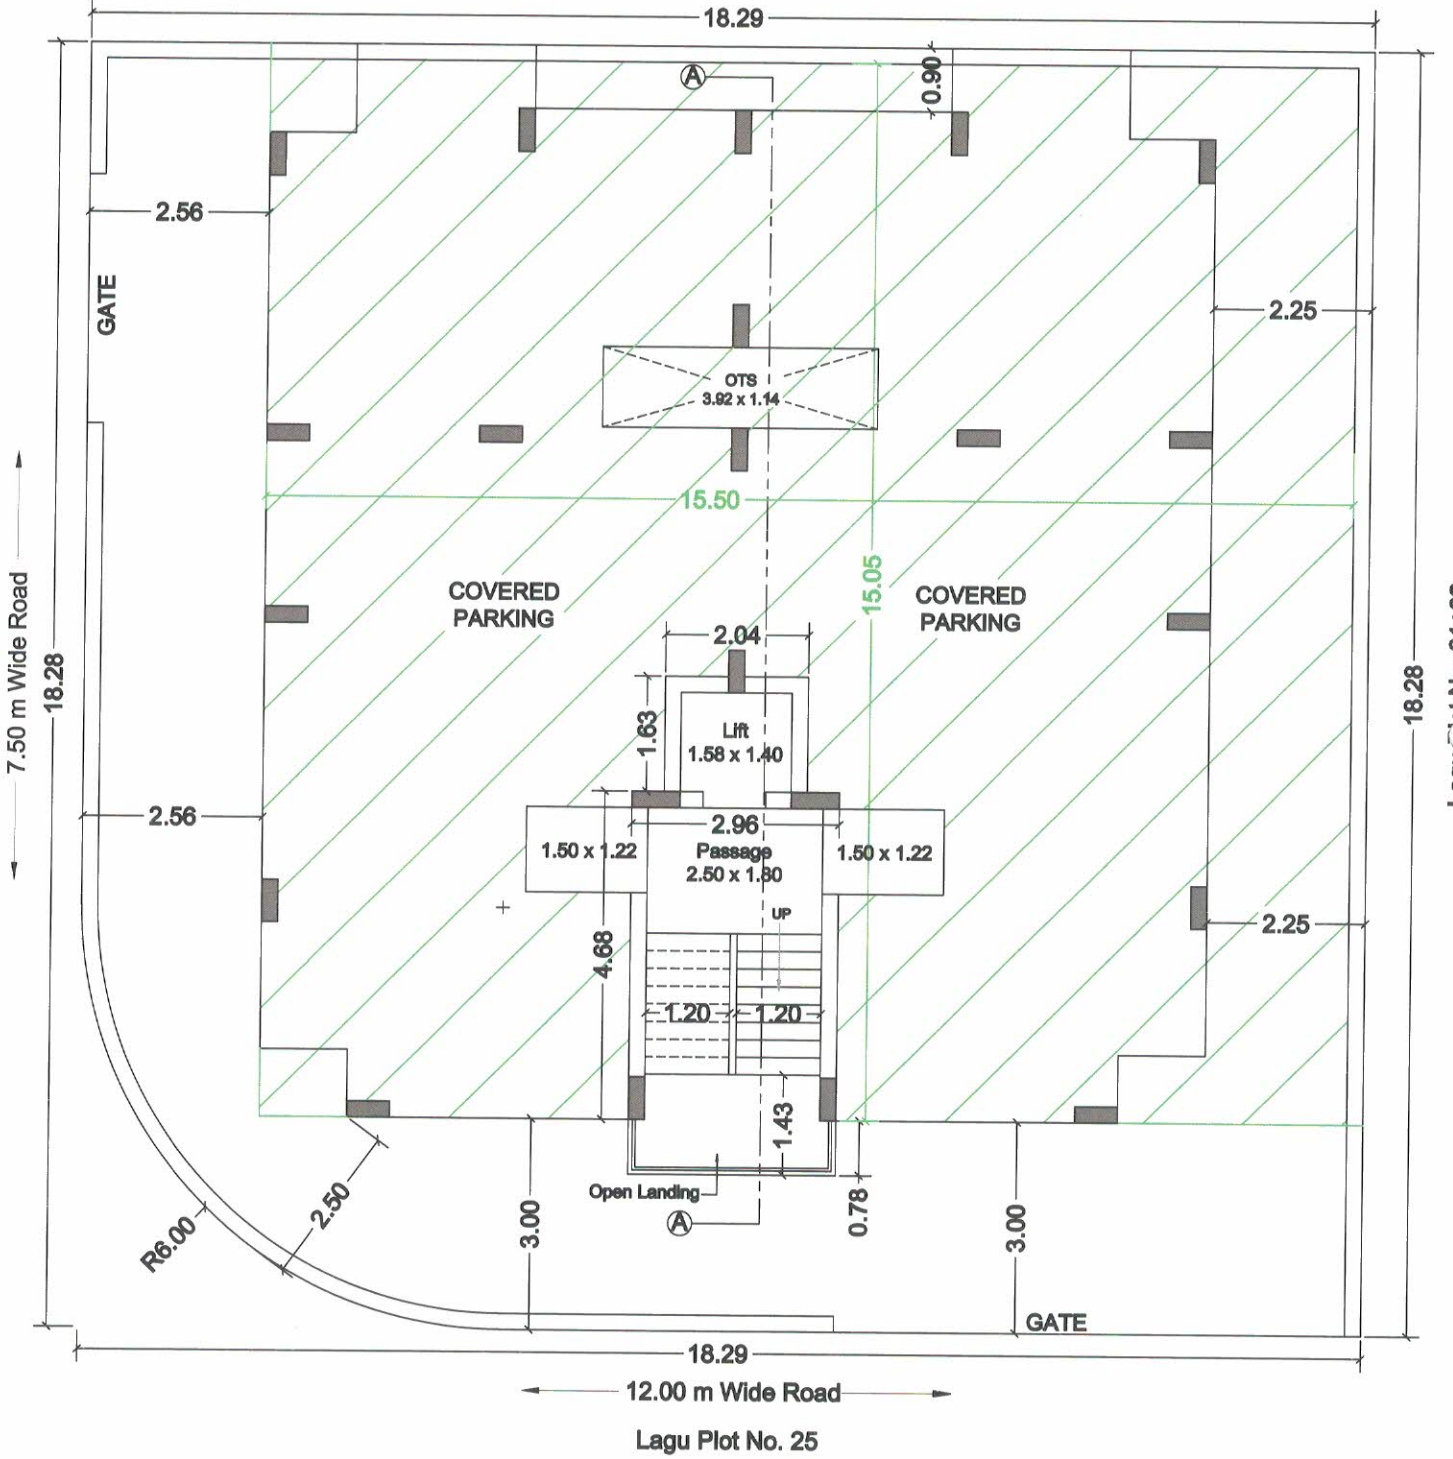 18.29
A
0.90
2.56
GATE
2.25
OTS
3.92 x 1.14
15.50
15.05
COVERED
PARKING
COVERED
PARKING
7.50 m Wide Road
18.28
18.28
2.04
1.63
Lift
1.58 x 1.40
2.56
2.96
1.50 x 1.22
Passage
2.50 x 1.80
1.50 x 1.22
UP
2.25
4.68
1.20
1.20
1.43
Open Landing
A
0.78
2.50
R6.00
3.00
3.00
GATE
18.29
12.00 m Wide Road
Lagu Plot No. 25